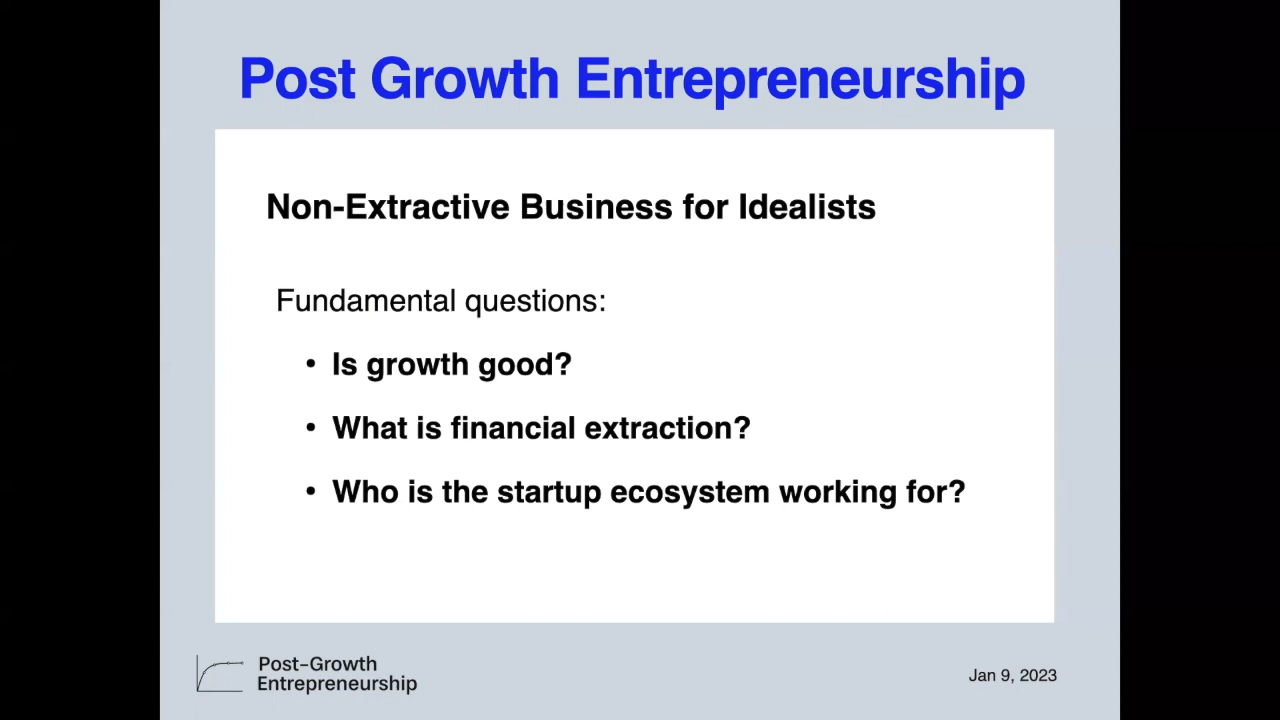 Post Growth Entrepreneurship
Non-Extractive Business for Idealists
Fundamental questions:
• Is growth good?
• What is financial extraction?
• Who is the startup ecosystem working for?
Post-Growth
Entrepreneurship
Jan 9, 2023